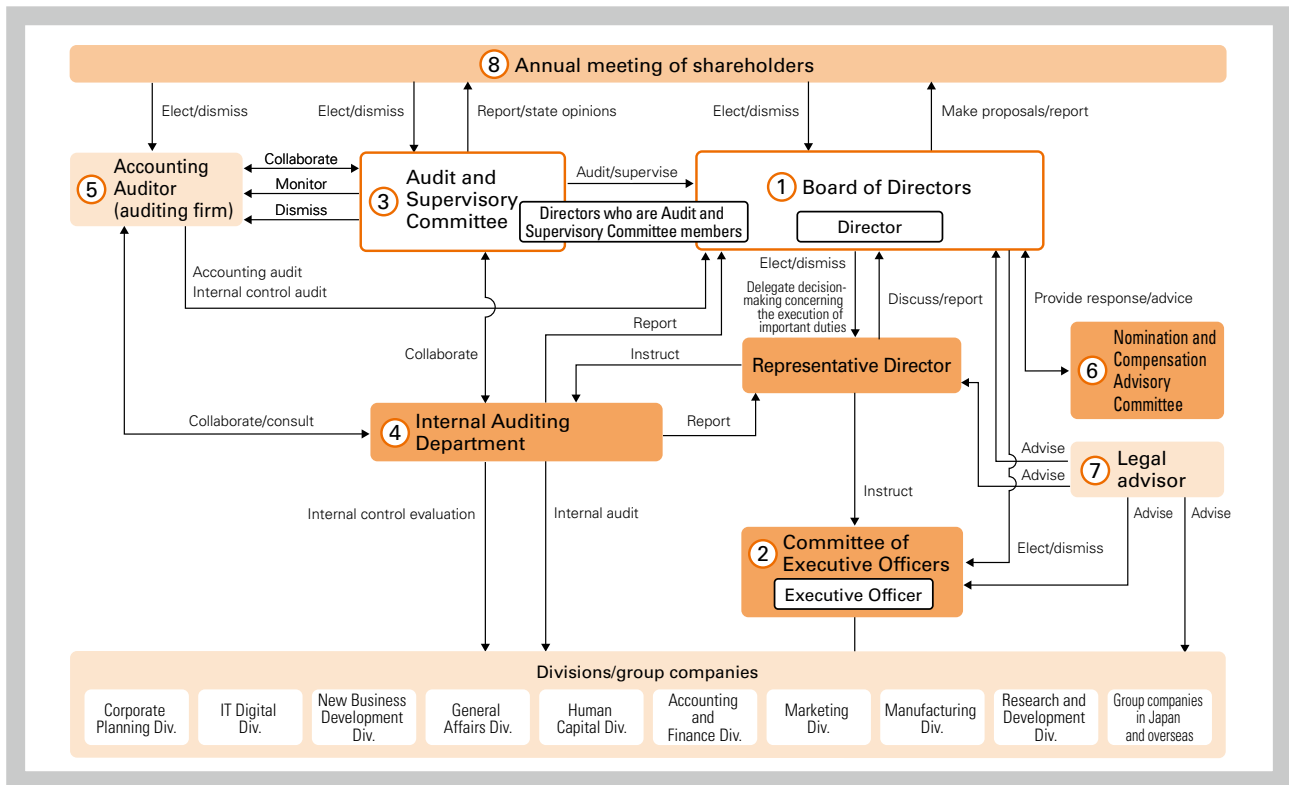 8 Annual meeting of shareholders
Elect/dismiss
Elect/dismiss
Report/state opinions
Elect/dismiss
Make proposals/report
5
Accounting
Auditor
(auditing firm)
Collaborate
Monitor
Dismiss
3
Audit and
Supervisory
Committee
Audit/supervise
Directors who are Audit and
Supervisory Committee members
1 Board of Directors
Director
Accounting audit
Internal control audit
Elect/dismiss
Delegate decision-
making concerning
the execution of
important duties
Discuss/report
Provide response/advice
Report
Collaborate
Instruct
Representative Director
6
Nomination and
Compensation
Advisory
Committee
Collaborate/consult
4
Internal Auditing
Department
Report
Advise
Advise
7
Legal
advisor
Internal control evaluation
Internal audit
Instruct
Advise
Advise
Elect/dismiss
2
Committee of
Executive Officers
Executive Officer
Divisions/group companies
Corporate
Planning Div.
IT Digital
Div.
New Business
Development
Div.
General
Affairs Div.
Human
Capital Div.
Accounting
and
Finance Div.
Marketing
Div.
Manufacturing
Div.
Research and
Development
Div.
Group companies
in Japan
and overseas